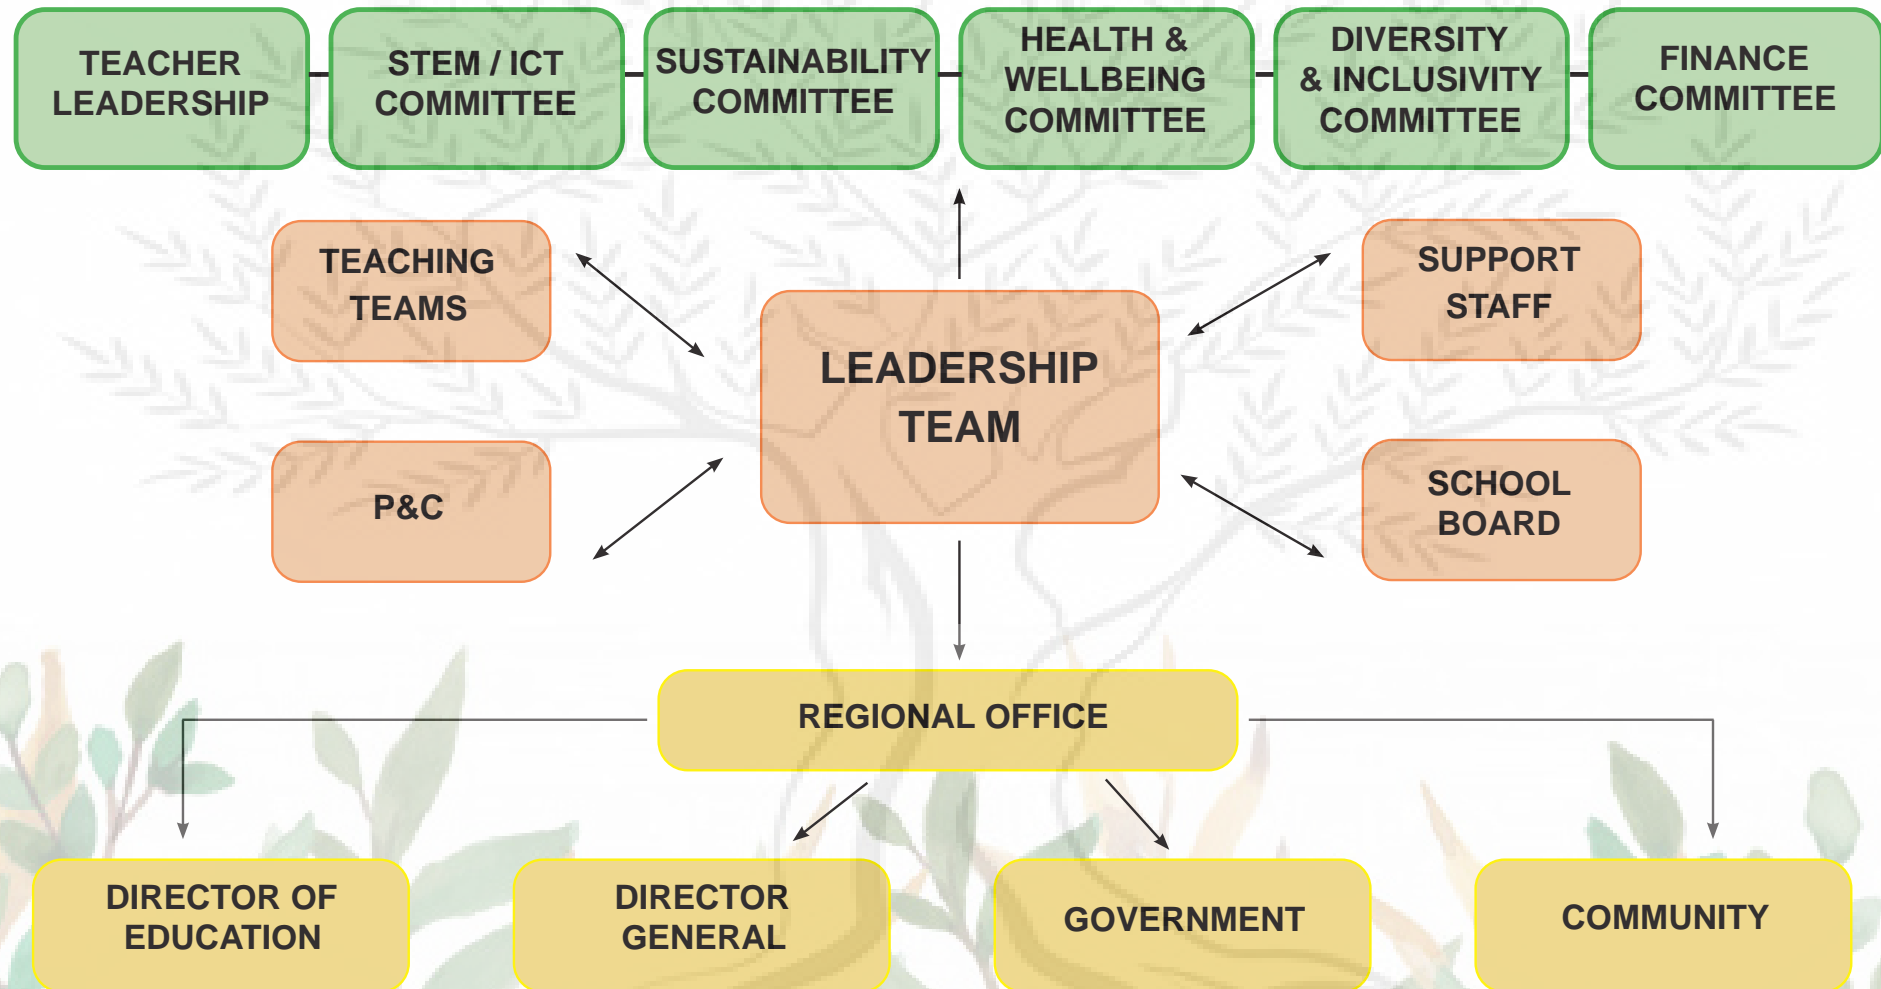 TEACHER
LEADERSHIP
STEM / ICT
COMMITTEE
SUSTAINABILITY
COMMITTEE
HEALTH &
WELLBEING
COMMITTEE
DIVERSITY
& INCLUSIVITY
COMMITTEE
FINANCE
COMMITTEE
TEACHING
TEAMS
SUPPORT
STAFF
LEADERSHIP
TEAM
P&C
SCHOOL
BOARD
REGIONAL OFFICE
DIRECTOR OF
EDUCATION
DIRECTOR
GENERAL
GOVERNMENT
COMMUNITY